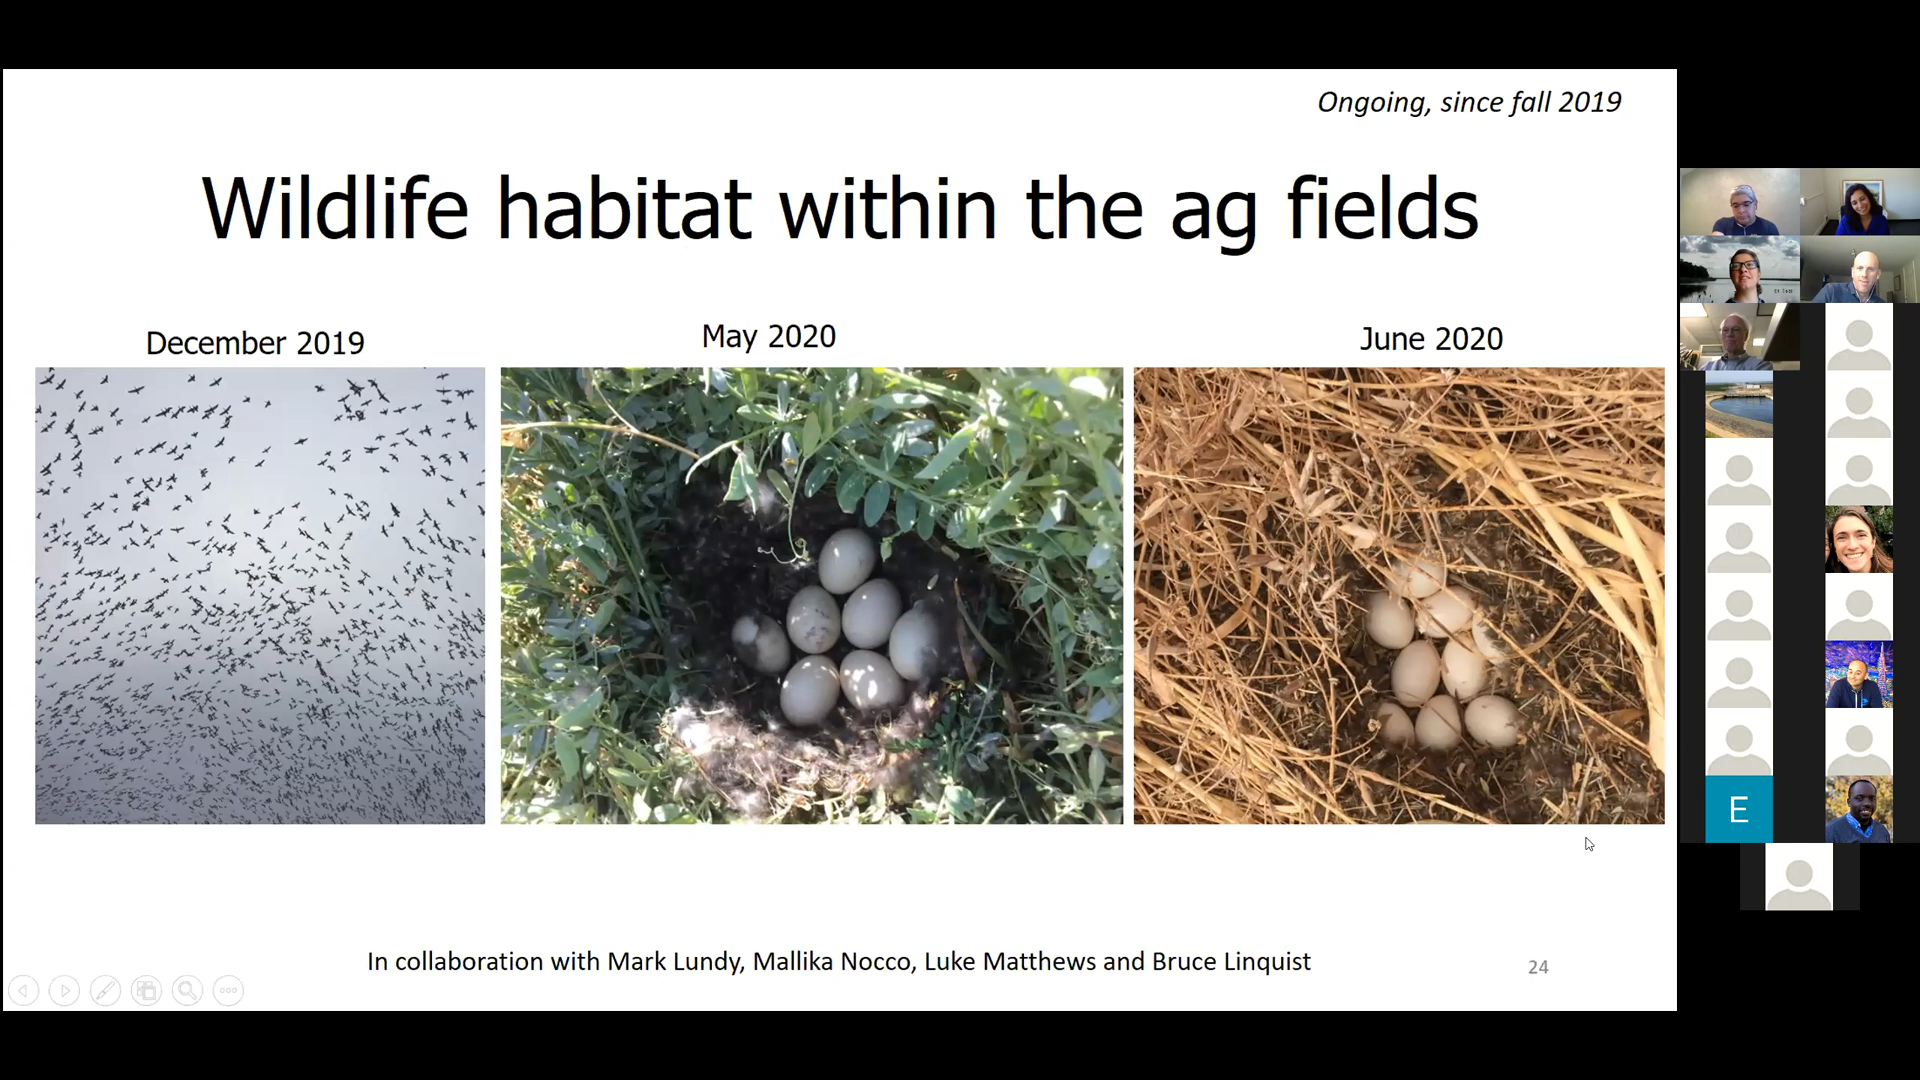 Ongoing, since fall 2019
Wildlife habitat within the ag fields
December 2019
May 2020
June 2020
In collaboration with Mark Lundy, Mallika Nocco, Luke Matthews and Bruce Linquist
24
E